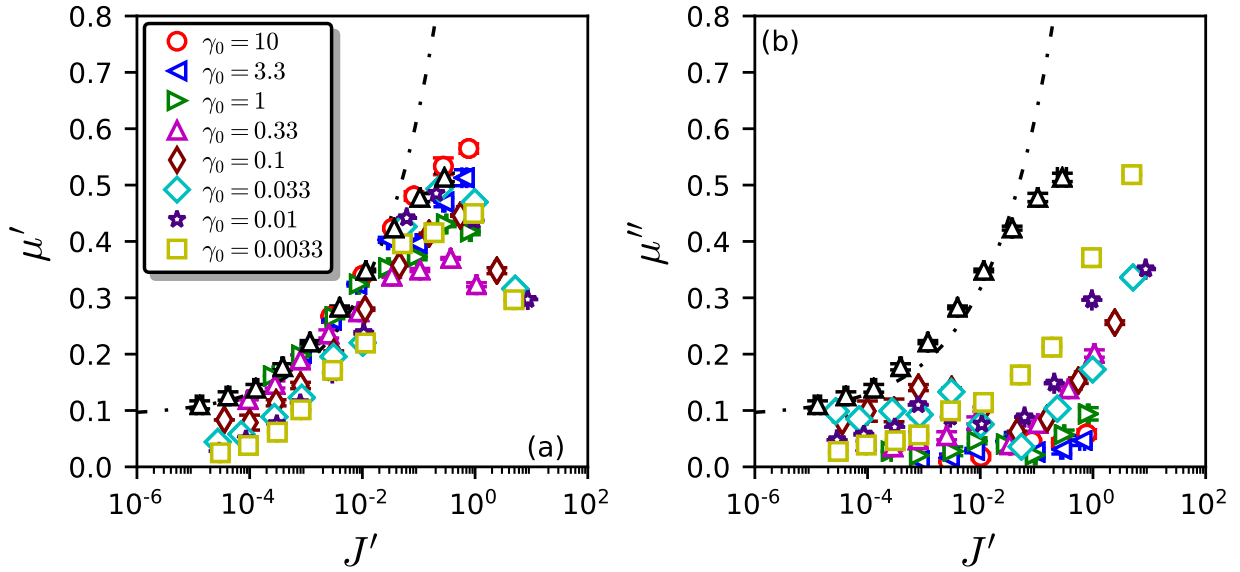 0.8
0.7
0.6
0.5
0.4
0.3
0.2
0.1
0.0
μ′
γ₀ = 10
γ₀ = 3.3
γ₀ = 1
γ₀ = 0.33
γ₀ = 0.1
γ₀ = 0.033
γ₀ = 0.01
γ₀ = 0.0033
(a)
10⁻⁶ 10⁻⁴ 10⁻² 10⁰ 10²
J′
0.8
0.7
0.6
0.5
0.4
0.3
0.2
0.1
0.0
μ″
(b)
10⁻⁶ 10⁻⁴ 10⁻² 10⁰ 10²
J′